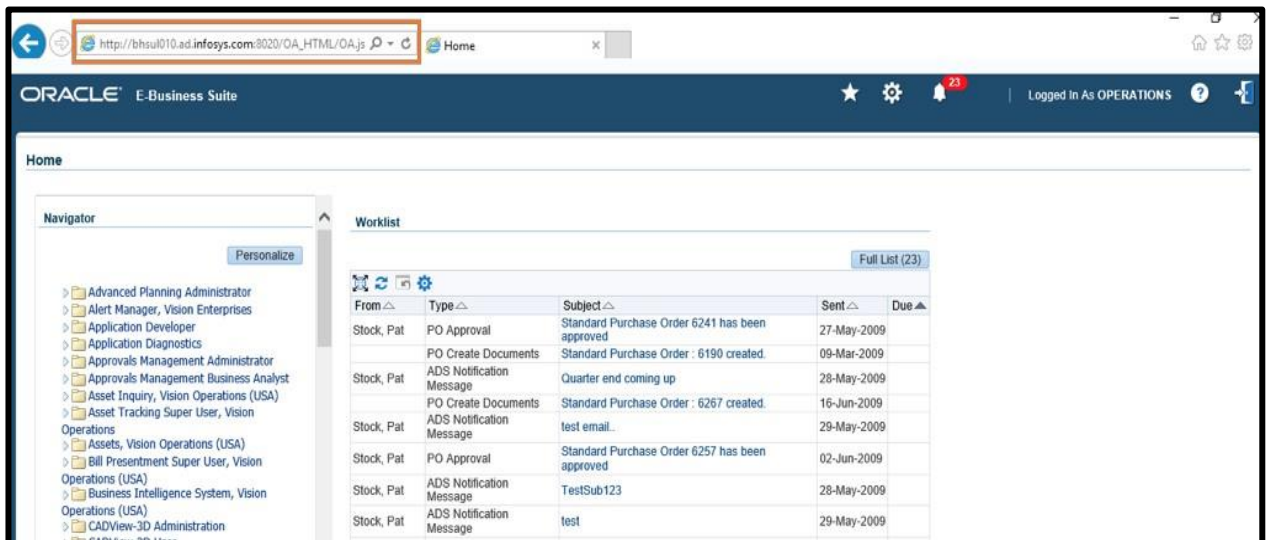 http://bhsul010.ad.infosys.com:8020/OA_HTML/OA.js
Home
ORACLE E-Business Suite
23
Logged In As OPERATIONS
?
Home
Navigator
Personalize
Advanced Planning Administrator
Alert Manager, Vision Enterprises
Application Developer
Application Diagnostics
Approvals Management Administrator
Approvals Management Business Analyst
Asset Inquiry, Vision Operations (USA)
Asset Tracking Super User, Vision
Operations
Assets, Vision Operations (USA)
Bill Presentment Super User, Vision
Operations (USA)
Business Intelligence System, Vision
Operations (USA)
CADView-3D Administration
Worklist
Full List (23)
From Type Subject Sent Due
Stock, Pat PO Approval Standard Purchase Order 6241 has been
approved 27-May-2009
PO Create Documents Standard Purchase Order : 6190 created. 09-Mar-2009
Stock, Pat ADS Notification
Message Quarter end coming up 28-May-2009
PO Create Documents Standard Purchase Order : 6267 created. 16-Jun-2009
Stock, Pat ADS Notification
Message test email.. 29-May-2009
Stock, Pat PO Approval Standard Purchase Order 6257 has been
approved 02-Jun-2009
Stock, Pat ADS Notification
Message TestSub123 28-May-2009
Stock, Pat ADS Notification
Message test 29-May-2009